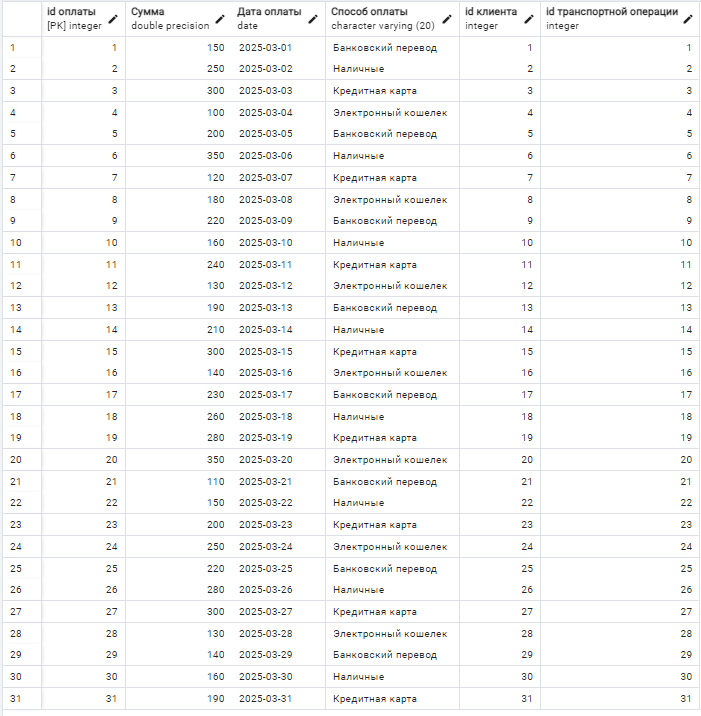 id оплаты Сумма Дата оплаты Способ оплаты id клиента id транспортной операции
[PK] integer double precision date character varying (20) integer integer
1 1 150 2025-03-01 Банковский перевод 1 1
2 2 250 2025-03-02 Наличные 2 2
3 3 300 2025-03-03 Кредитная карта 3 3
4 4 100 2025-03-04 Электронный кошелек 4 4
5 5 200 2025-03-05 Банковский перевод 5 5
6 6 350 2025-03-06 Наличные 6 6
7 7 120 2025-03-07 Кредитная карта 7 7
8 8 180 2025-03-08 Электронный кошелек 8 8
9 9 220 2025-03-09 Банковский перевод 9 9
10 10 160 2025-03-10 Наличные 10 10
11 11 240 2025-03-11 Кредитная карта 11 11
12 12 130 2025-03-12 Электронный кошелек 12 12
13 13 190 2025-03-13 Банковский перевод 13 13
14 14 210 2025-03-14 Наличные 14 14
15 15 300 2025-03-15 Кредитная карта 15 15
16 16 140 2025-03-16 Электронный кошелек 16 16
17 17 230 2025-03-17 Банковский перевод 17 17
18 18 260 2025-03-18 Наличные 18 18
19 19 280 2025-03-19 Кредитная карта 19 19
20 20 350 2025-03-20 Электронный кошелек 20 20
21 21 110 2025-03-21 Банковский перевод 21 21
22 22 150 2025-03-22 Наличные 22 22
23 23 200 2025-03-23 Кредитная карта 23 23
24 24 250 2025-03-24 Электронный кошелек 24 24
25 25 220 2025-03-25 Банковский перевод 25 25
26 26 280 2025-03-26 Наличные 26 26
27 27 300 2025-03-27 Кредитная карта 27 27
28 28 130 2025-03-28 Электронный кошелек 28 28
29 29 140 2025-03-29 Банковский перевод 29 29
30 30 160 2025-03-30 Наличные 30 30
31 31 190 2025-03-31 Кредитная карта 31 31